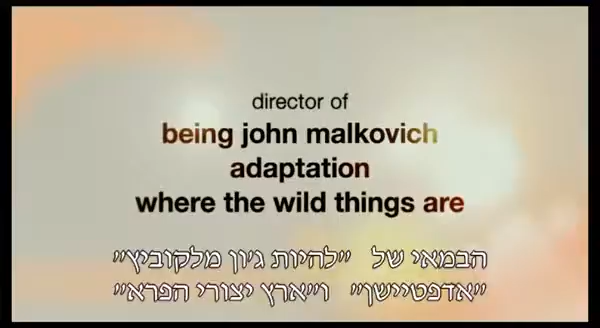 director of
being john malkovich
adaptation
where the wild things are
הבמאי של "להיות ג'ון מלקוביץ'"
"אדפטיישן" ו"ארץ יצורי הפרא"